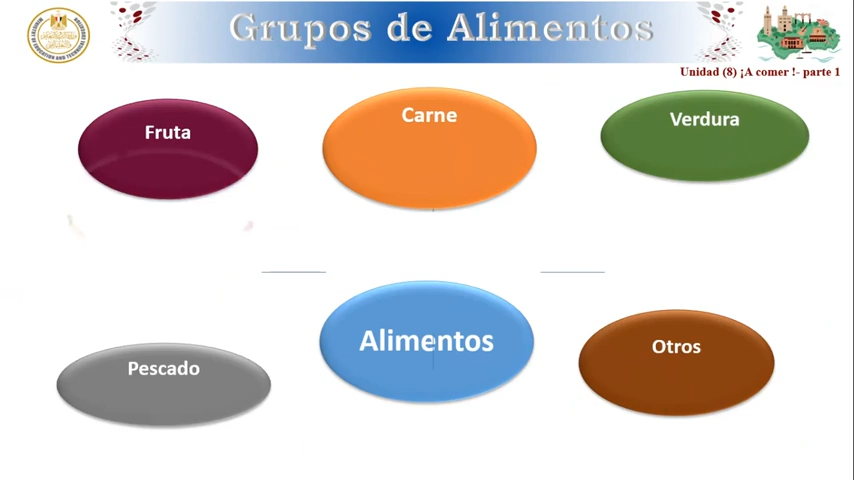 Grupos de Alimentos
Unidad (8) ¡A comer !- parte 1
Fruta
Carne
Verdura
Alimentos
Pescado
Otros